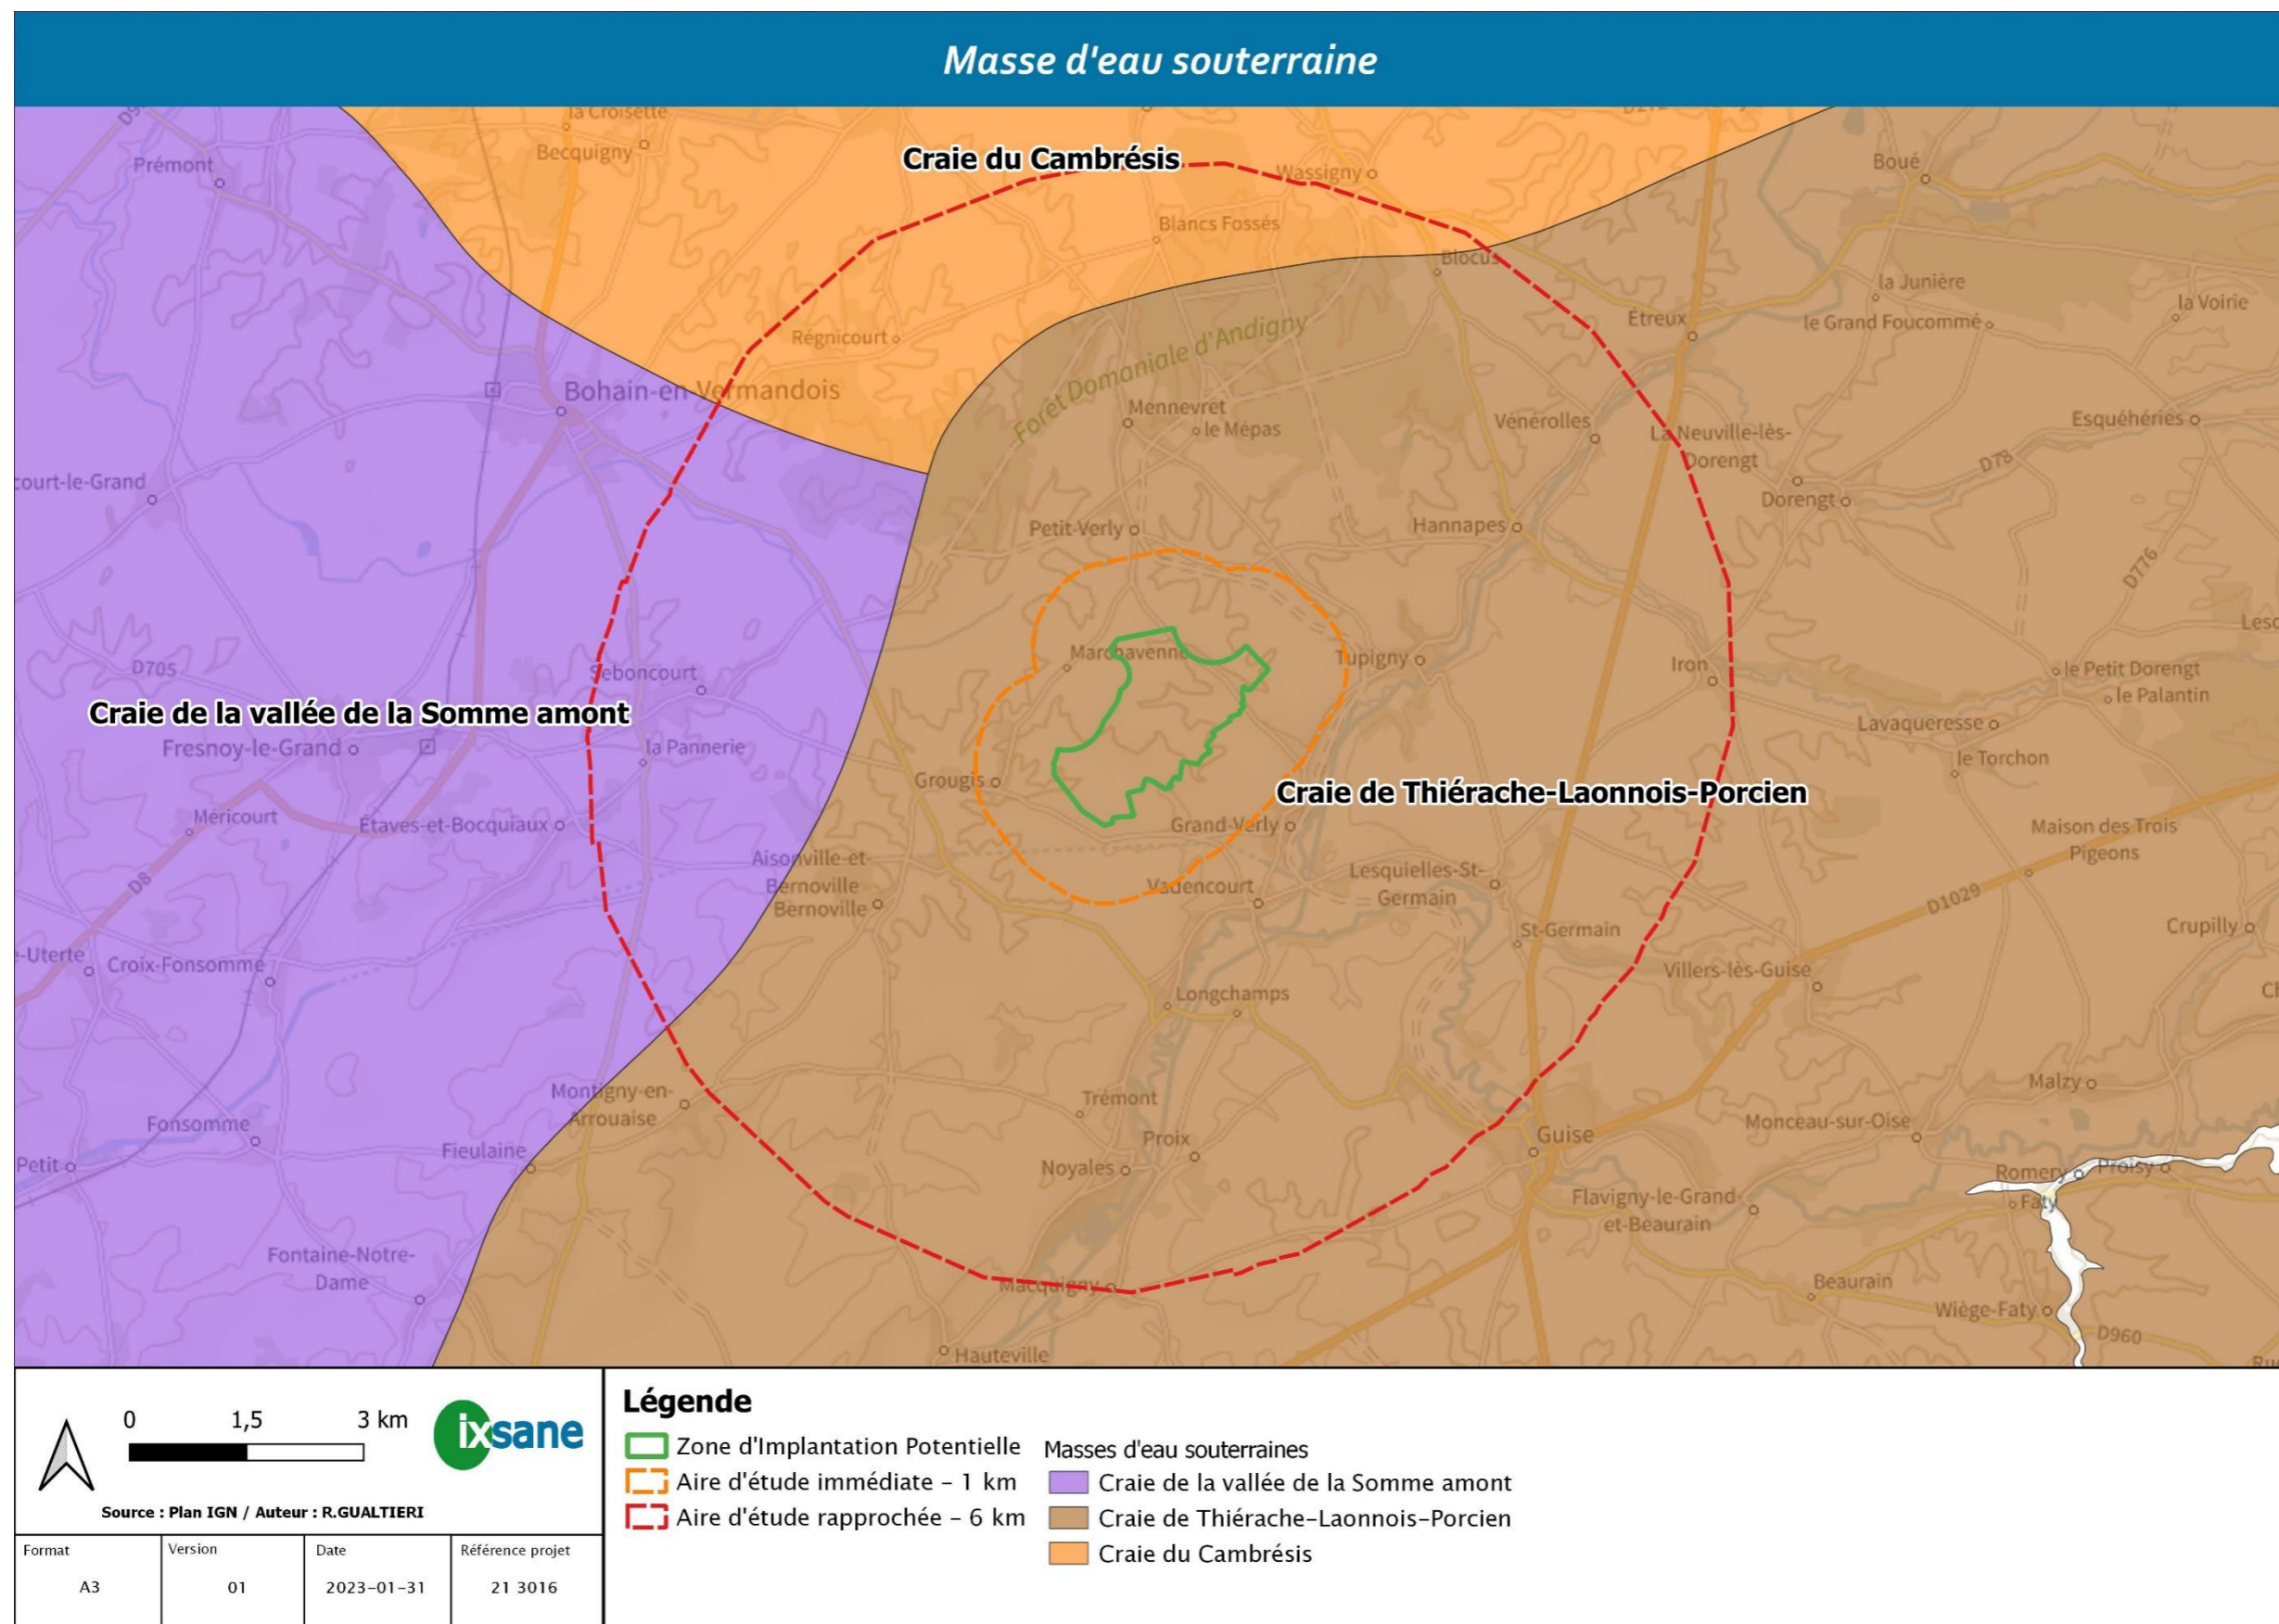 Masse d'eau souterraine
la Croisette
Becquigny
Craie du Cambrésis
Prémont
Wassigny
Boué
Blancs Fossés
Blocus
la Junière
la Voirie
Régnicourt
Étreux
le Grand Foucommé
Forêt Domaniale d'Andigny
Bohain-en-Vermandois
Mennevret
le Mépas
Vénérolles
La Neuville-lès-
Dorengt
Esquéhéries
D78
court-le-Grand
Dorengt
Petit-Verly
Hannapes
D776
Marchavenne
Tupigny
Iron
le Petit Dorengt
le Palantin
D705
Seboncourt
Craie de la vallée de la Somme amont
Fresnoy-le-Grand
la Pannerie
Lavaqueresse
le Torchon
Grougis
Craie de Thiérache-Laonnois-Porcien
Méricourt
Étaves-et-Bocquiaux
Grand-Verly
Maison des Trois
Pigeons
D8
Aisonville-et-
Bernoville
Bernoville
Vadencourt
Lesquielles-St-
Germain
D1029
St-Germain
Crupilly
-Uterte
Croix-Fonsomme
Villers-lès-Guise
Longchamps
Montigny-en-
Arrouaise
Trémont
Malzy
Fonsomme
Monceau-sur-Oise
Fieulaine
Proix
Guise
Petit
Noyales
Romery
Proisy
Faty
Flavigny-le-Grand-
et-Beaurain
Fontaine-Notre-
Dame
Macquigny
Beaurain
Wiège-Faty
D960
Hauteville
0 1,5 3 km
ixsane
Source : Plan IGN / Auteur : R.GUALTIERI
Format Version Date Référence projet
A3 01 2023-01-31 21 3016
Légende
Zone d'Implantation Potentielle
Aire d'étude immédiate – 1 km
Aire d'étude rapprochée – 6 km
Masses d'eau souterraines
Craie de la vallée de la Somme amont
Craie de Thiérache-Laonnois-Porcien
Craie du Cambrésis